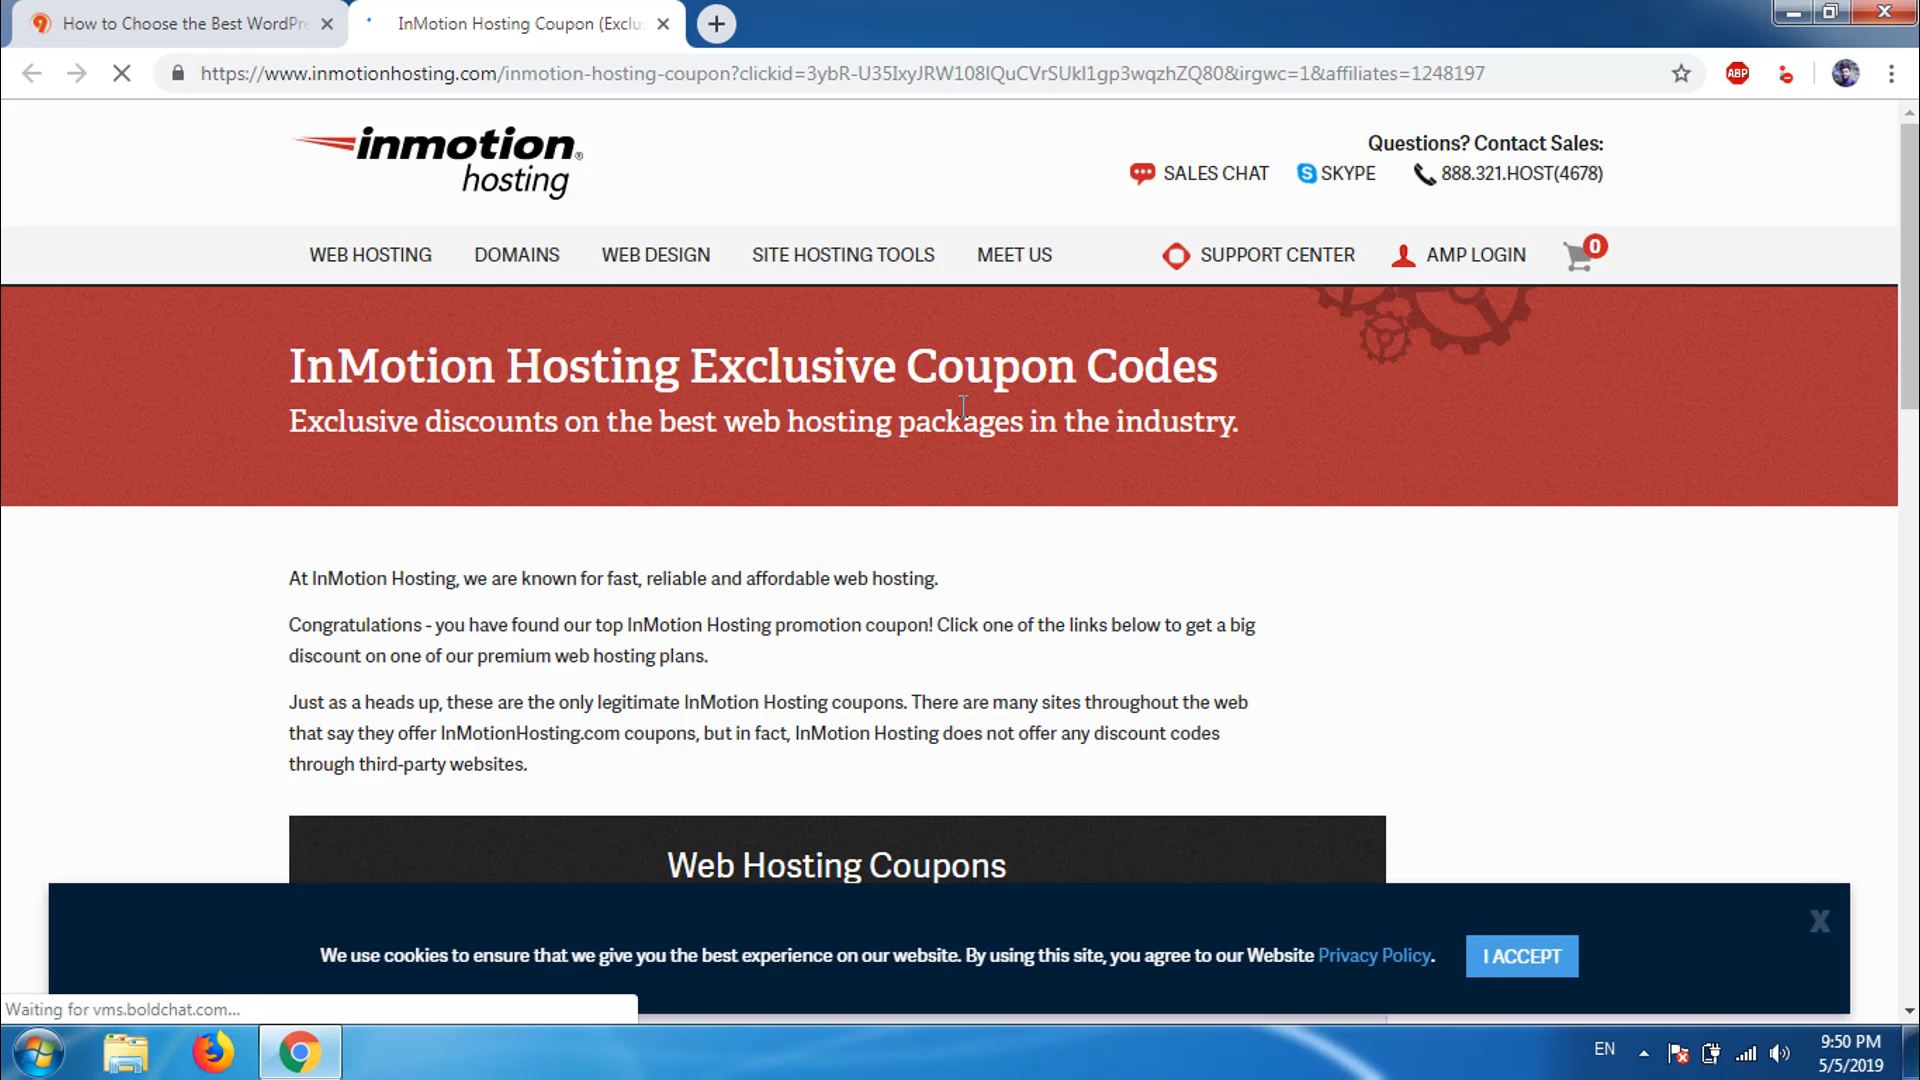 How to Choose the Best WordPr
InMotion Hosting Coupon (Exclu
https://www.inmotionhosting.com/inmotion-hosting-coupon?clickid=3ybR-U35IxyJRW108lQuCVrSUkl1gp3wqzhZQ80&irgwc=1&affiliates=1248197
ABP
inmotion®
hosting
Questions? Contact Sales:
SALES CHAT SKYPE 888.321.HOST(4678)
WEB HOSTING DOMAINS WEB DESIGN SITE HOSTING TOOLS MEET US SUPPORT CENTER AMP LOGIN 0
InMotion Hosting Exclusive Coupon Codes
Exclusive discounts on the best web hosting packages in the industry.
At InMotion Hosting, we are known for fast, reliable and affordable web hosting.
Congratulations - you have found our top InMotion Hosting promotion coupon! Click one of the links below to get a big
discount on one of our premium web hosting plans.
Just as a heads up, these are the only legitimate InMotion Hosting coupons. There are many sites throughout the web
that say they offer InMotionHosting.com coupons, but in fact, InMotion Hosting does not offer any discount codes
through third-party websites.
Web Hosting Coupons
X
We use cookies to ensure that we give you the best experience on our website. By using this site, you agree to our Website Privacy Policy.
I ACCEPT
Waiting for vms.boldchat.com...
EN
9:50 PM
5/5/2019